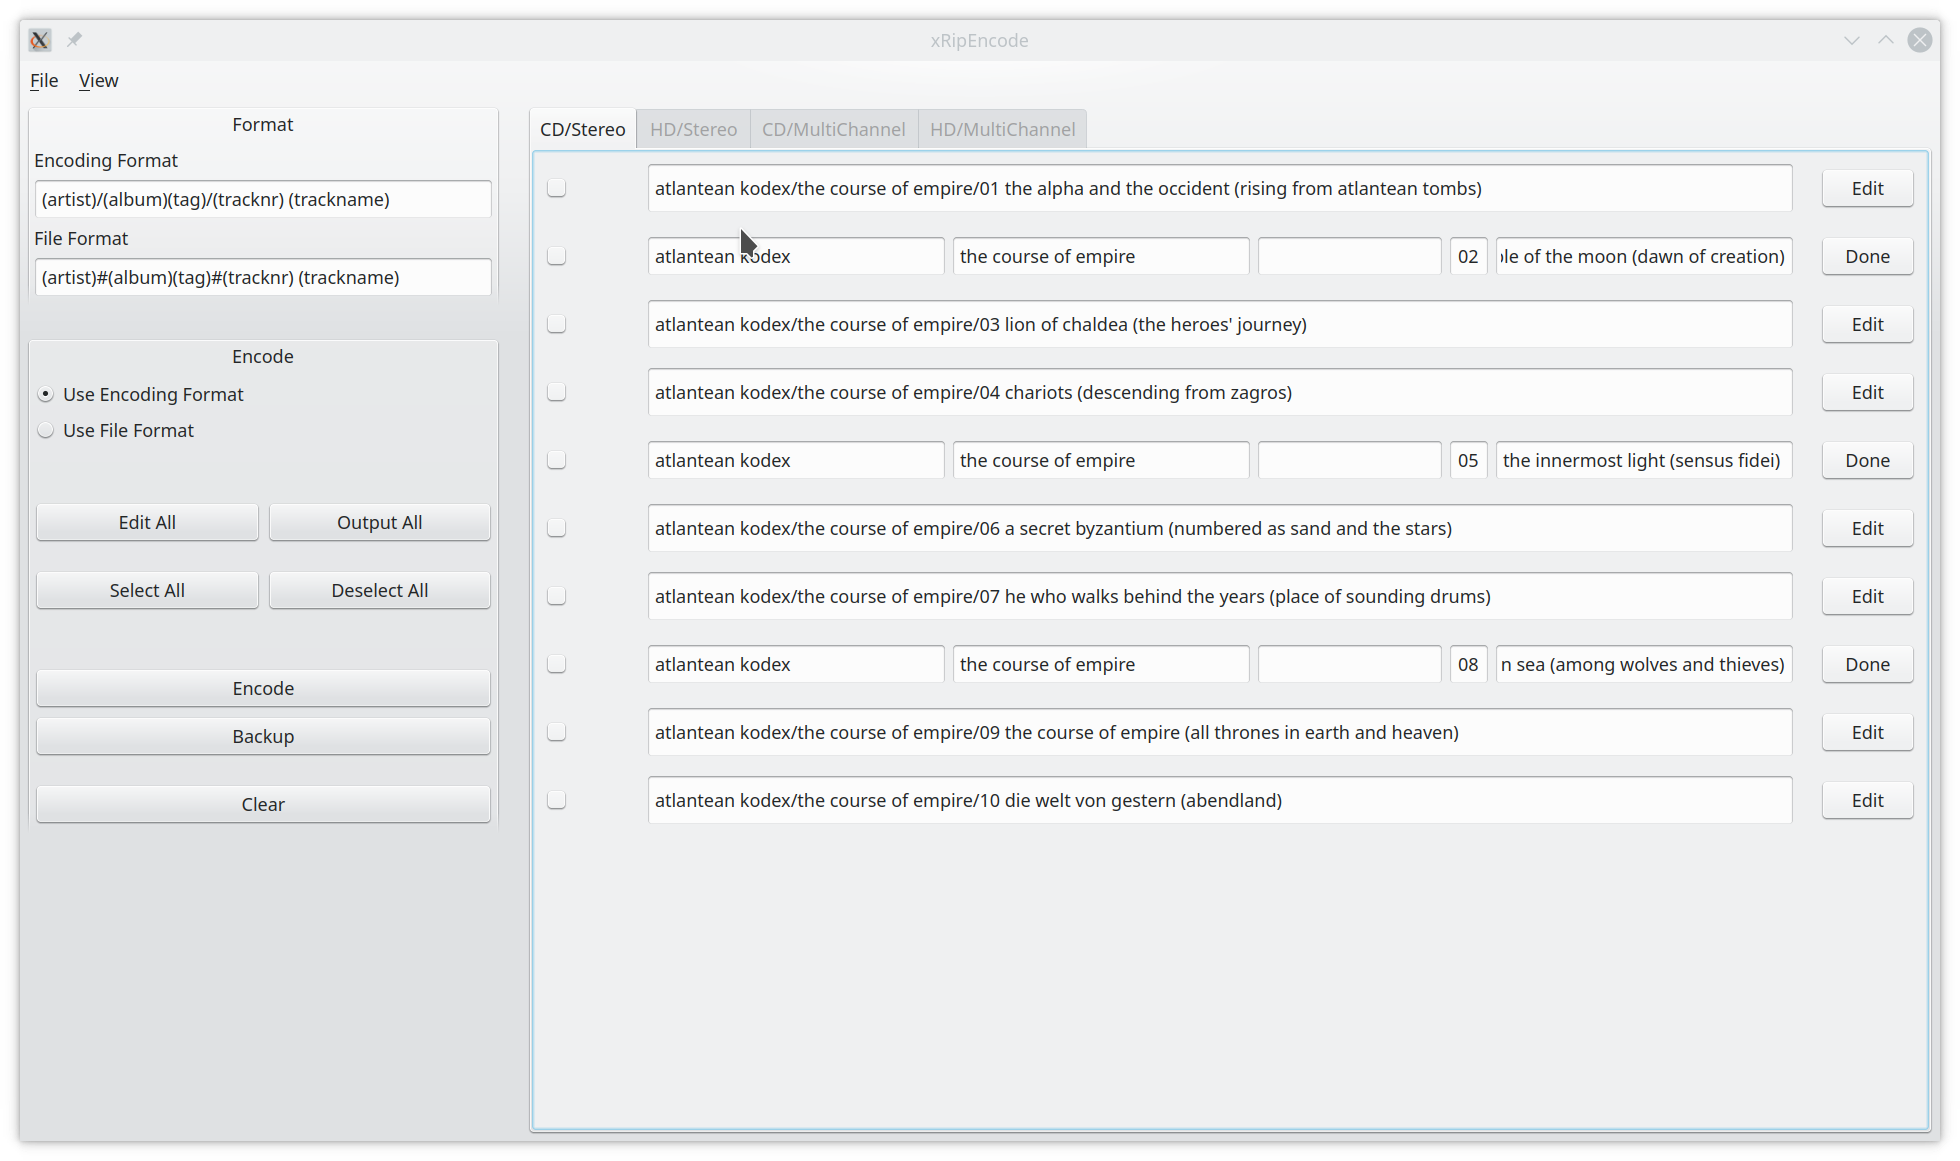 xRipEncode
File View
Format
Encoding Format
(artist)/(album)(tag)/(tracknr) (trackname)
File Format
(artist)#(album)(tag)#(tracknr) (trackname)
Encode
Use Encoding Format
Use File Format
Edit All Output All
Select All Deselect All
Encode
Backup
Clear
CD/Stereo HD/Stereo CD/MultiChannel HD/MultiChannel
atlantean kodex/the course of empire/01 the alpha and the occident (rising from atlantean tombs) Edit
atlantean kodex the course of empire 02 le of the moon (dawn of creation) Done
atlantean kodex/the course of empire/03 lion of chaldea (the heroes' journey) Edit
atlantean kodex/the course of empire/04 chariots (descending from zagros) Edit
atlantean kodex the course of empire 05 the innermost light (sensus fidei) Done
atlantean kodex/the course of empire/06 a secret byzantium (numbered as sand and the stars) Edit
atlantean kodex/the course of empire/07 he who walks behind the years (place of sounding drums) Edit
atlantean kodex the course of empire 08 n sea (among wolves and thieves) Done
atlantean kodex/the course of empire/09 the course of empire (all thrones in earth and heaven) Edit
atlantean kodex/the course of empire/10 die welt von gestern (abendland) Edit